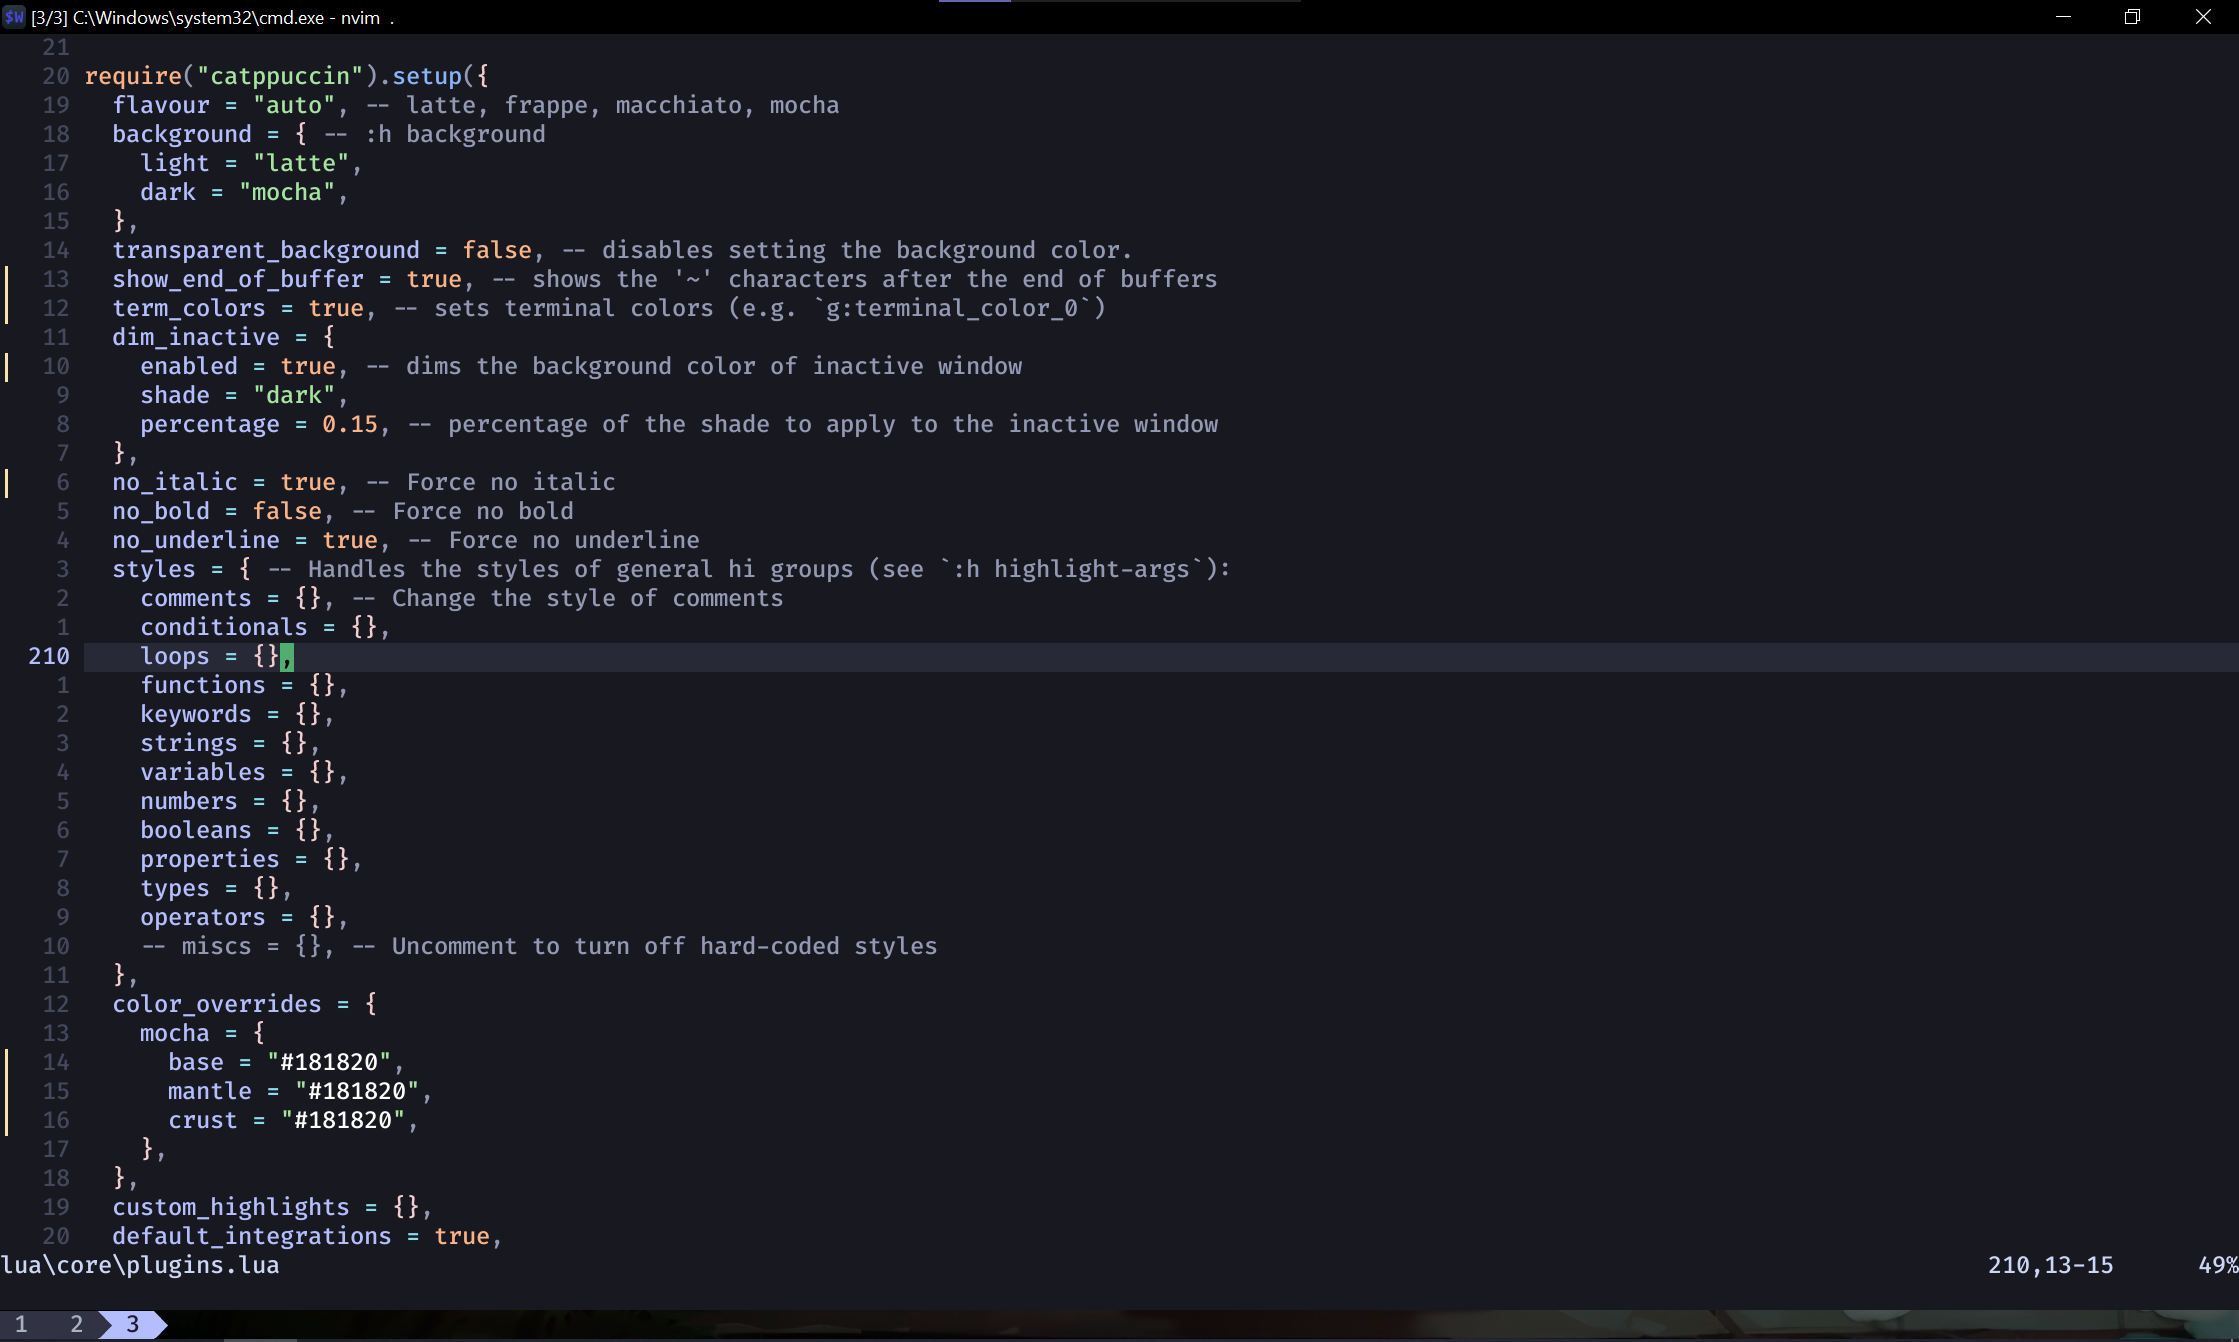 $W [3/3] C:\Windows\system32\cmd.exe - nvim  .
21
20 require("catppuccin").setup({
19   flavour = "auto", -- latte, frappe, macchiato, mocha
18   background = { -- :h background
17     light = "latte",
16     dark = "mocha",
15   },
14   transparent_background = false, -- disables setting the background color.
13   show_end_of_buffer = true, -- shows the '~' characters after the end of buffers
12   term_colors = true, -- sets terminal colors (e.g. `g:terminal_color_0`)
11   dim_inactive = {
10     enabled = true, -- dims the background color of inactive window
9     shade = "dark",
8     percentage = 0.15, -- percentage of the shade to apply to the inactive window
7   },
6   no_italic = true, -- Force no italic
5   no_bold = false, -- Force no bold
4   no_underline = true, -- Force no underline
3   styles = { -- Handles the styles of general hi groups (see `:h highlight-args`):
2     comments = {}, -- Change the style of comments
1     conditionals = {},
210     loops = {},
1     functions = {},
2     keywords = {},
3     strings = {},
4     variables = {},
5     numbers = {},
6     booleans = {},
7     properties = {},
8     types = {},
9     operators = {},
10     -- miscs = {}, -- Uncomment to turn off hard-coded styles
11   },
12   color_overrides = {
13     mocha = {
14       base = "#181820",
15       mantle = "#181820",
16       crust = "#181820",
17     },
18   },
19   custom_highlights = {},
20   default_integrations = true,
lua\core\plugins.lua 210,13-15 49%
1 2 3